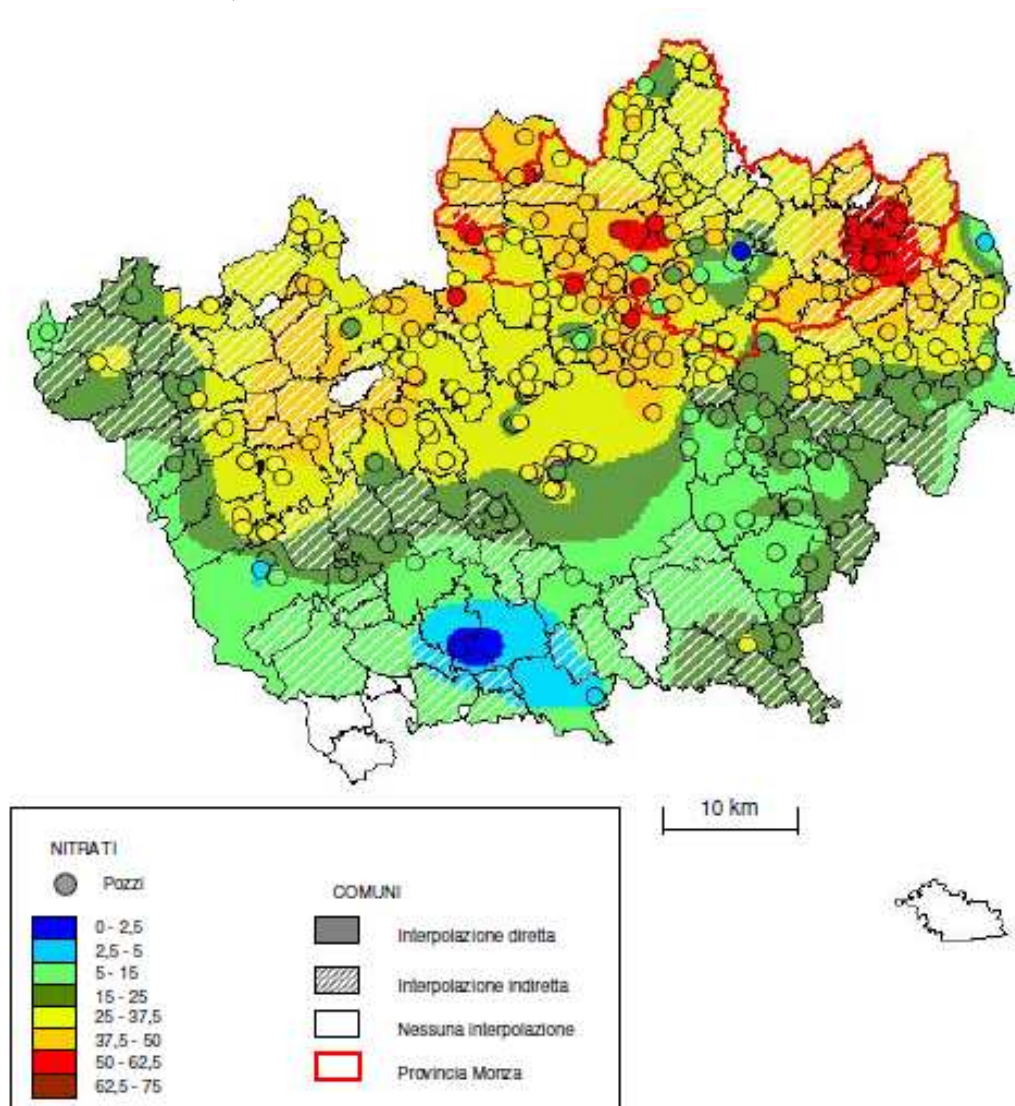 10 km
NITRATI
Pozzi
0 - 2,5
2,5 - 5
5 - 15
15 - 25
25 - 37,5
37,5 - 50
50 - 62,5
62,5 - 75
COMUNI
Interpolazione diretta
Interpolazione indiretta
Nessuna interpolazione
Provincia Monza